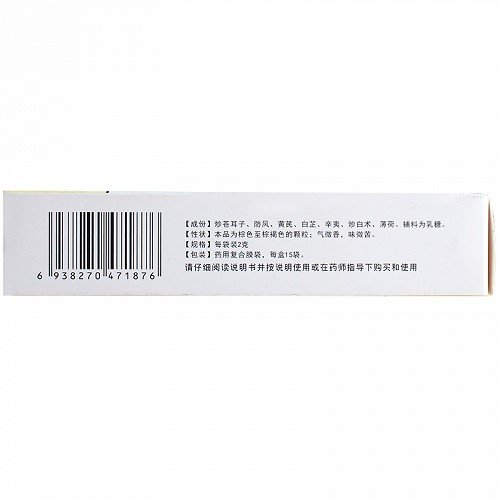 【成份】炒苍耳子、防风、黄芪、白芷、辛夷、炒白术、薄荷。辅料为乳糖。
【性状】本品为棕色至棕褐色的颗粒；气微香，味微苦。
【规格】每袋装2克
【包装】药用复合膜袋，每盒15袋。
请仔细阅读说明书并按说明使用或在药师指导下购买和使用
6 938270 471876